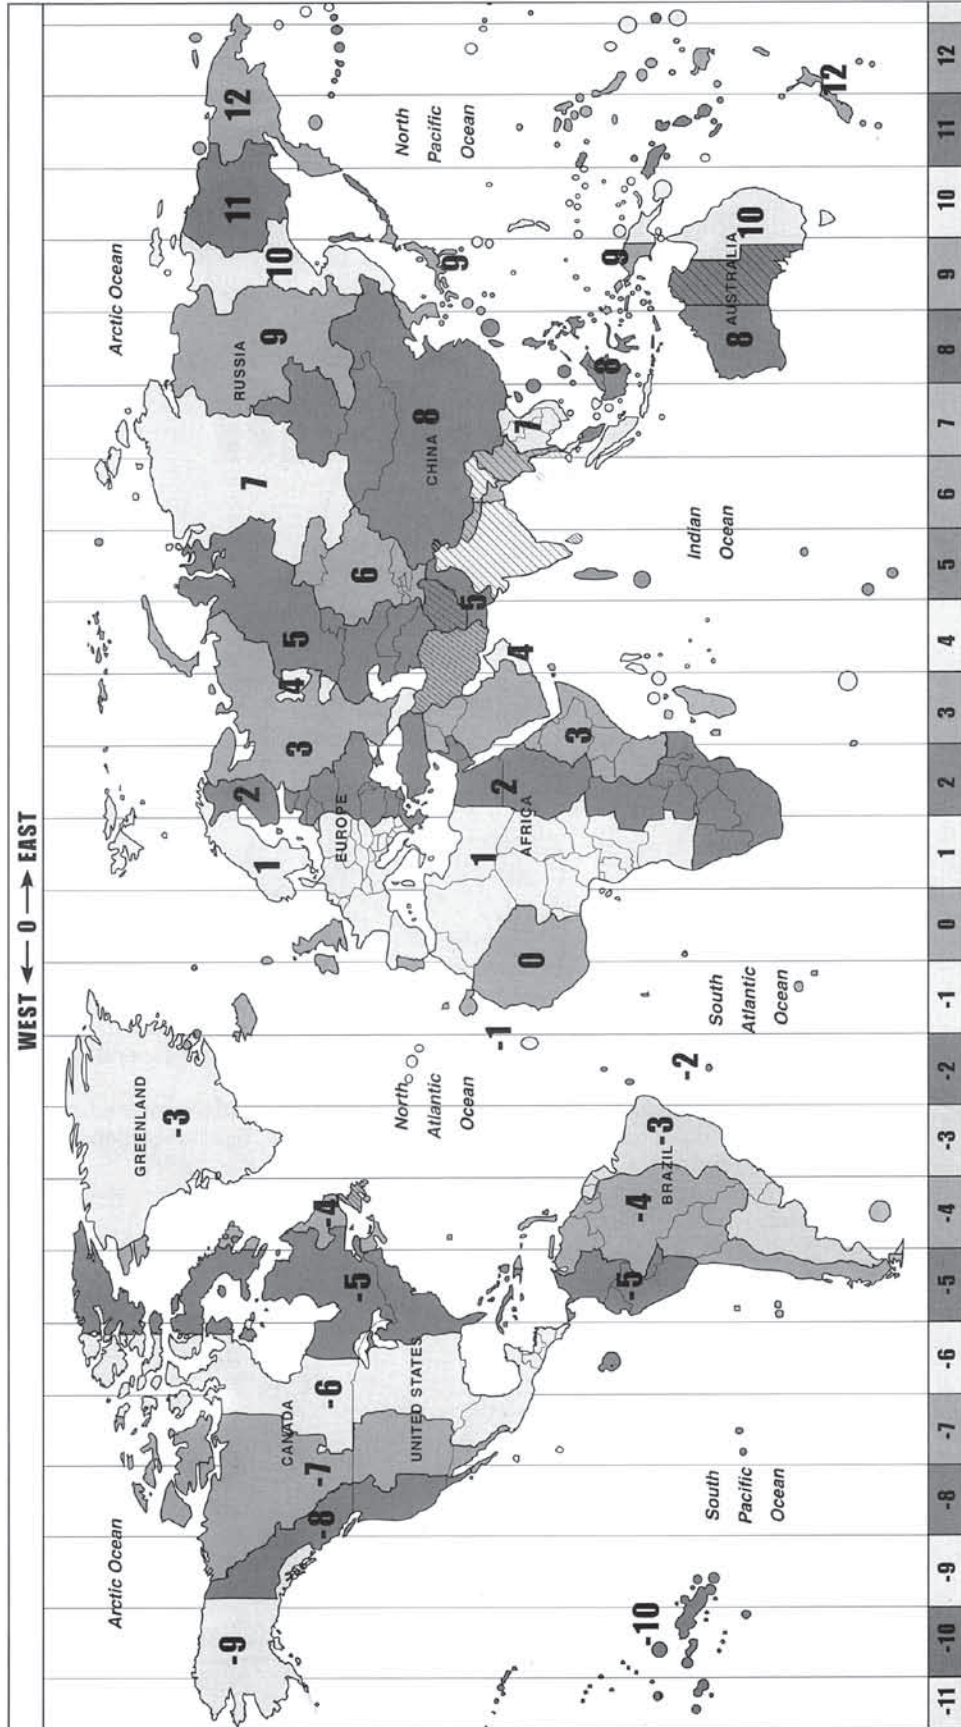 WEST ← 0 → EAST
Arctic Ocean
Arctic Ocean
GREENLAND
-3
-9
CANADA
-8
-7
-6
-5
-4
UNITED STATES
North
Atlantic
Ocean
-1
1
2
3
4
5
6
7
RUSSIA
9
10
11
12
EUROPE
CHINA
8
North
Pacific
Ocean
9
0
1
AFRICA
2
3
4
5
7
8
9
-10
South
Pacific
Ocean
-5
-4
BRAZIL
-3
-2
South
Atlantic
Ocean
Indian
Ocean
8
AUSTRALIA
10
12
-11 -10 -9 -8 -7 -6 -5 -4 -3 -2 -1 0 1 2 3 4 5 6 7 8 9 10 11 12